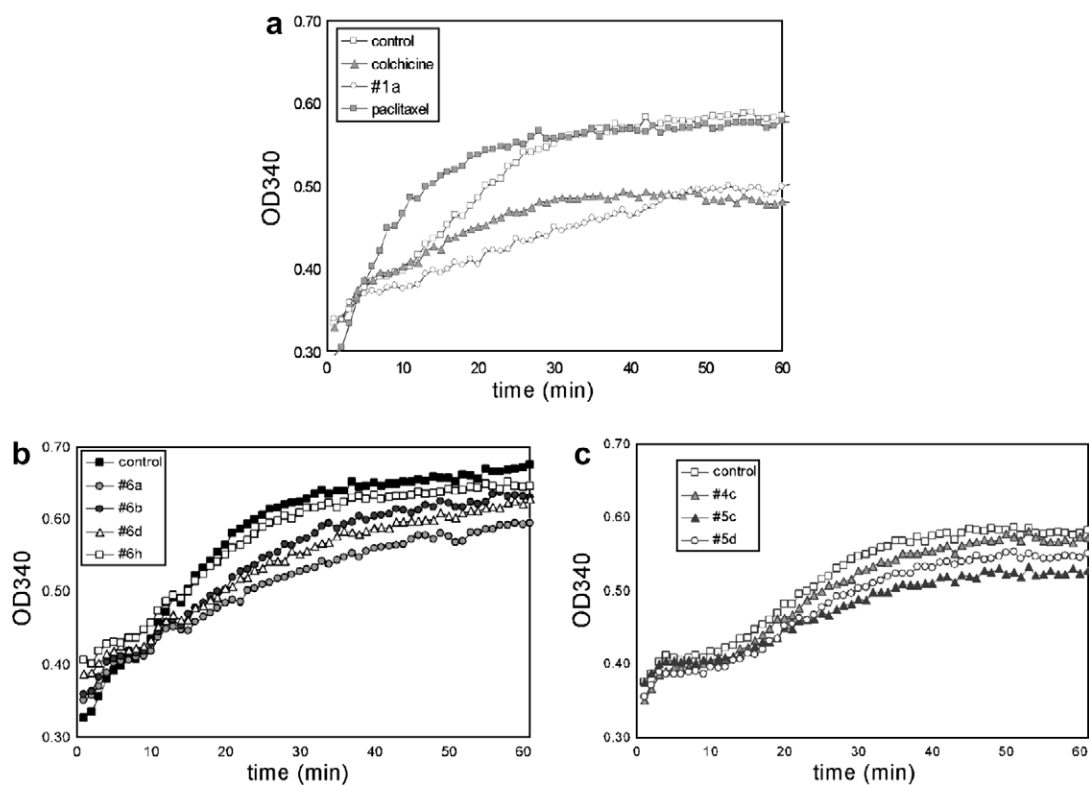 a
0.70
0.60
0.50
0.40
0.30
OD340
control
colchicine
#1a
paclitaxel
0 10 20 30 40 50 60
time (min)
b
0.70
0.60
0.50
0.40
0.30
OD340
control
#6a
#6b
#6d
#6h
0 10 20 30 40 50 60
time (min)
c
0.70
0.60
0.50
0.40
0.30
OD340
control
#4c
#5c
#5d
0 10 20 30 40 50 60
time (min)